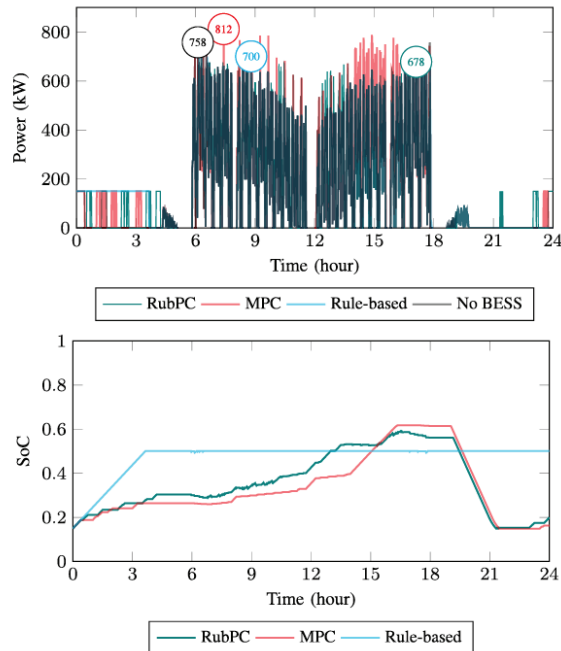 800
600
400
200
0
Power (kW)
758
812
700
678
0 3 6 9 12 15 18 21 24
Time (hour)
RubPC MPC Rule-based No BESS
1
0.8
0.6
0.4
0.2
0
SoC
0 3 6 9 12 15 18 21 24
Time (hour)
RubPC MPC Rule-based